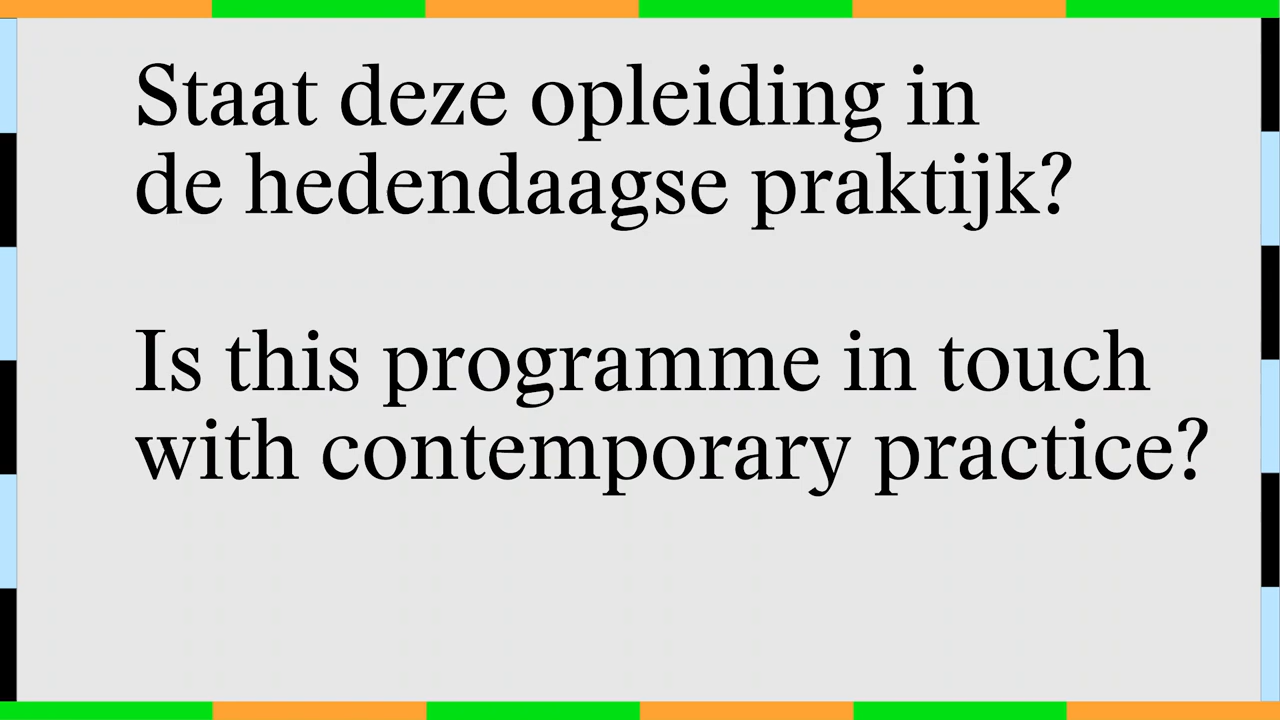 Staat deze opleiding in
de hedendaagse praktijk?
Is this programme in touch
with contemporary practice?